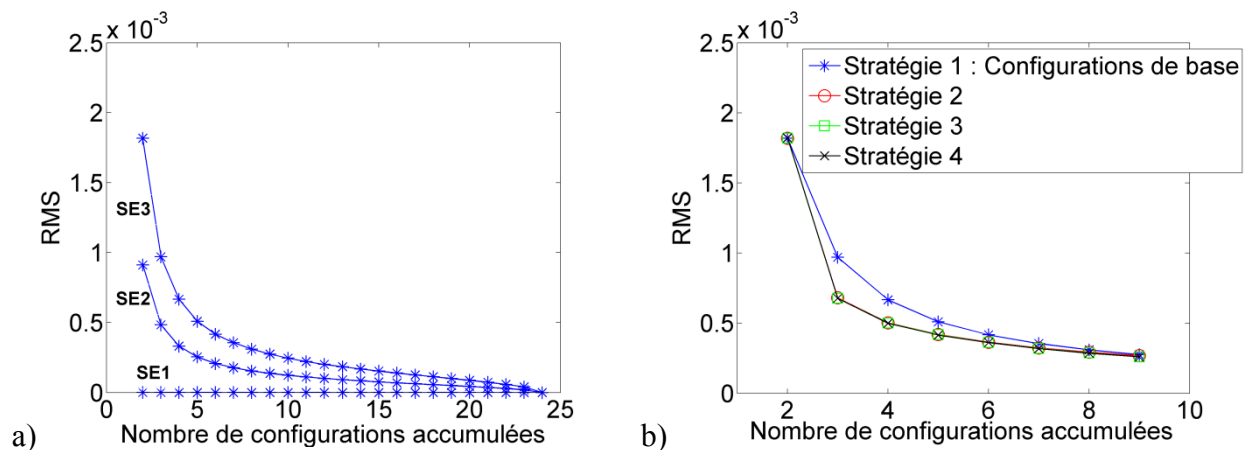 x 10⁻³
2.5
2
1.5
1
0.5
0
RMS
SE3
SE2
SE1
0 5 10 15 20 25
Nombre de configurations accumulées
a)
x 10⁻³
2.5
2
1.5
1
0.5
0
RMS
Stratégie 1 : Configurations de base
Stratégie 2
Stratégie 3
Stratégie 4
2 4 6 8 10
Nombre de configurations accumulées
b)